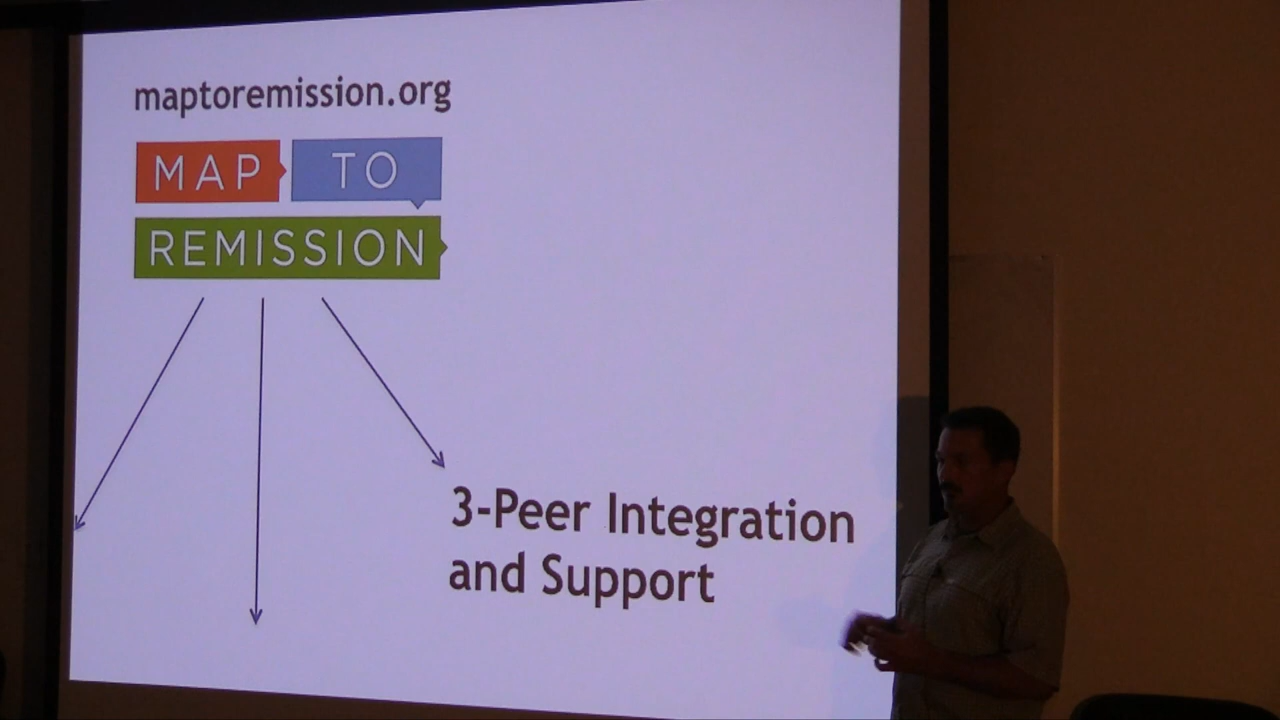 maptoremission.org
MAP TO
REMISSION
3-Peer Integration
and Support